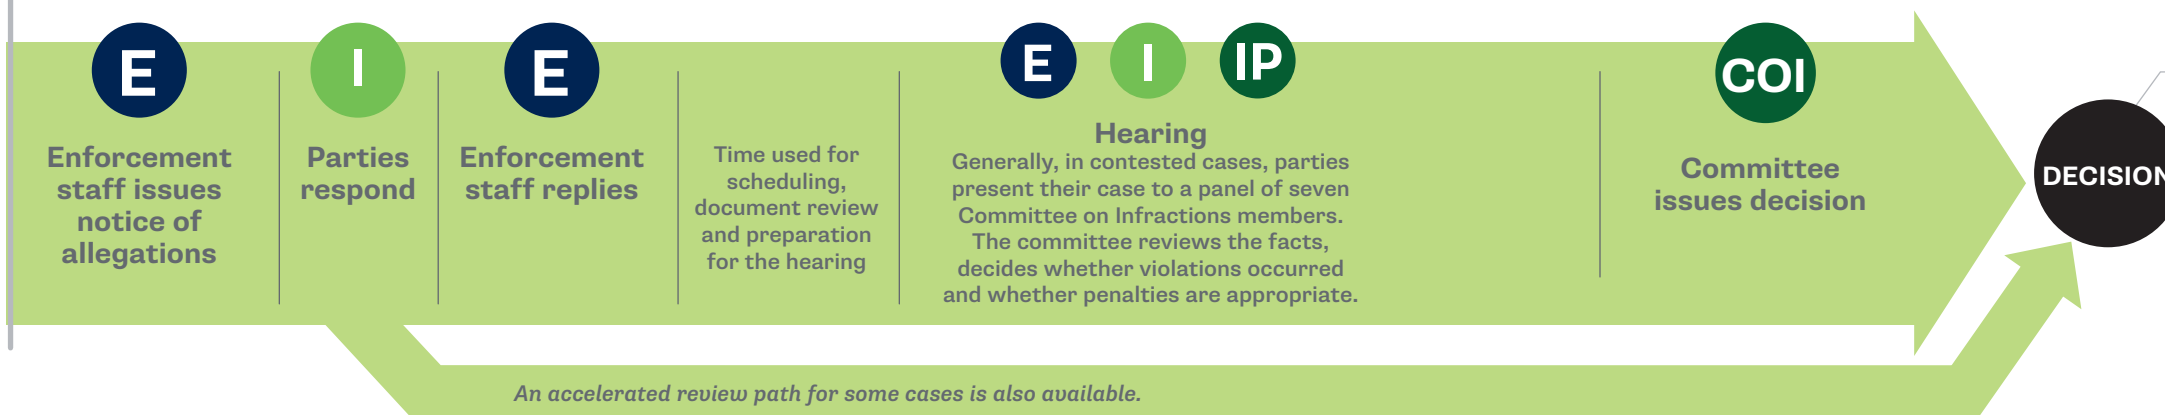 E
Enforcement
staff issues
notice of
allegations
I
Parties
respond
E
Enforcement
staff replies
Time used for
scheduling,
document review
and preparation
for the hearing
E I IP
Hearing
Generally, in contested cases, parties
present their case to a panel of seven
Committee on Infractions members.
The committee reviews the facts,
decides whether violations occurred
and whether penalties are appropriate.
COI
Committee
issues decision
DECISION
An accelerated review path for some cases is also available.